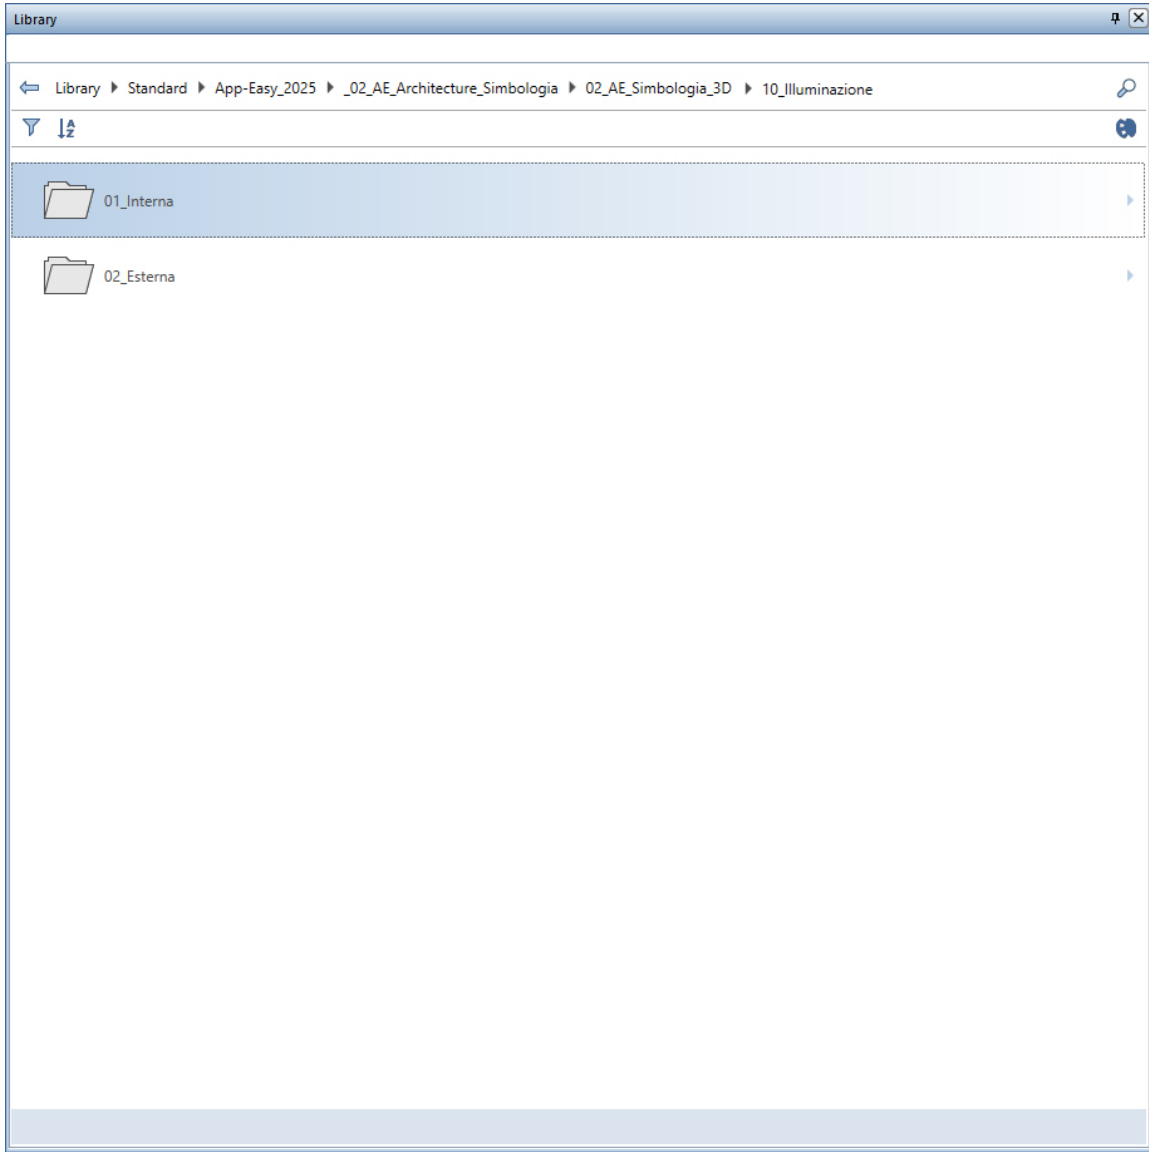 Library
Library Standard App-Easy_2025 _02_AE_Architecture_Simbologia 02_AE_Simbologia_3D 10_Illuminazione
01_Interna
02_Esterna